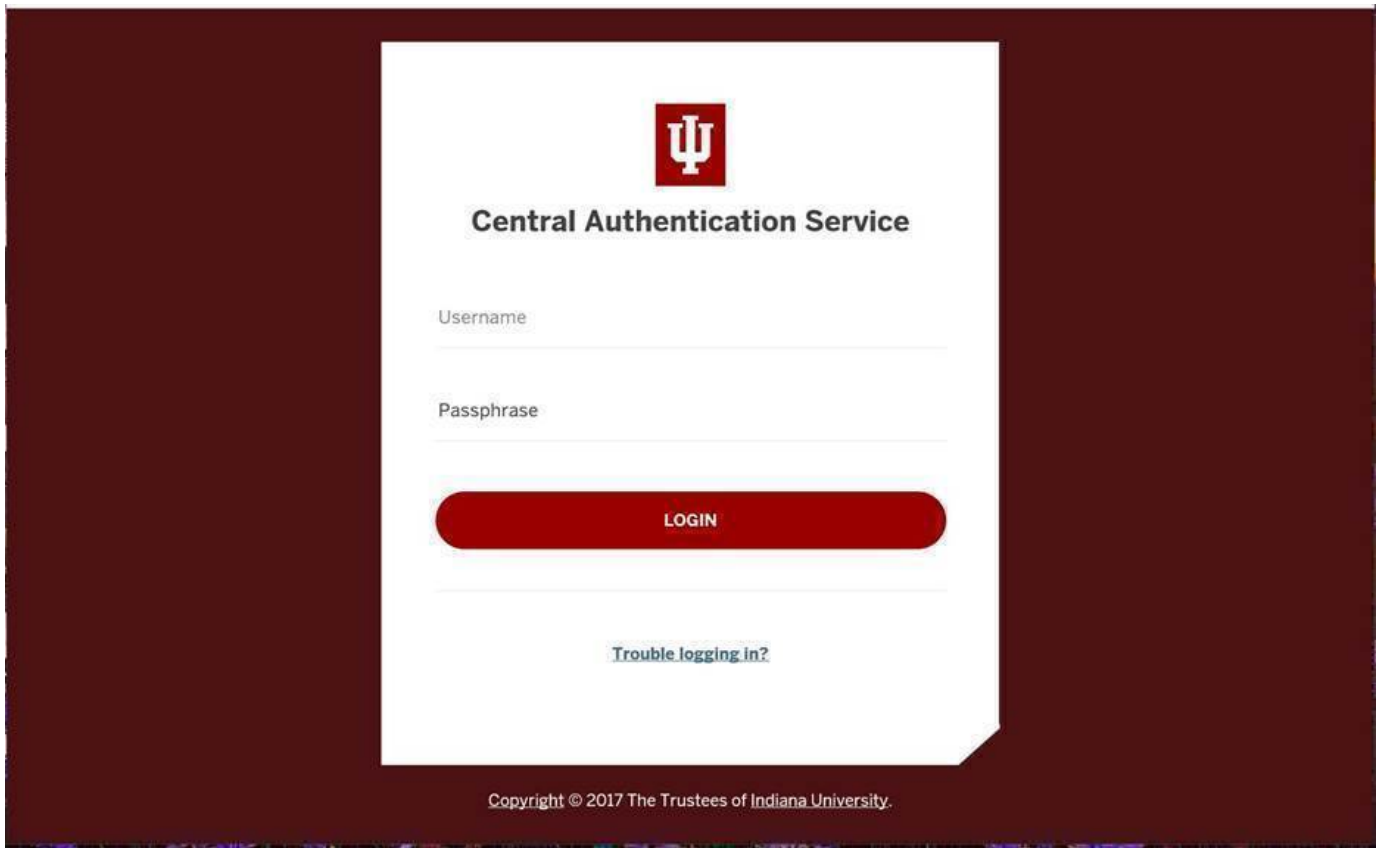 Central Authentication Service
Username
Passphrase
LOGIN
Trouble logging in?
Copyright © 2017 The Trustees of Indiana University.